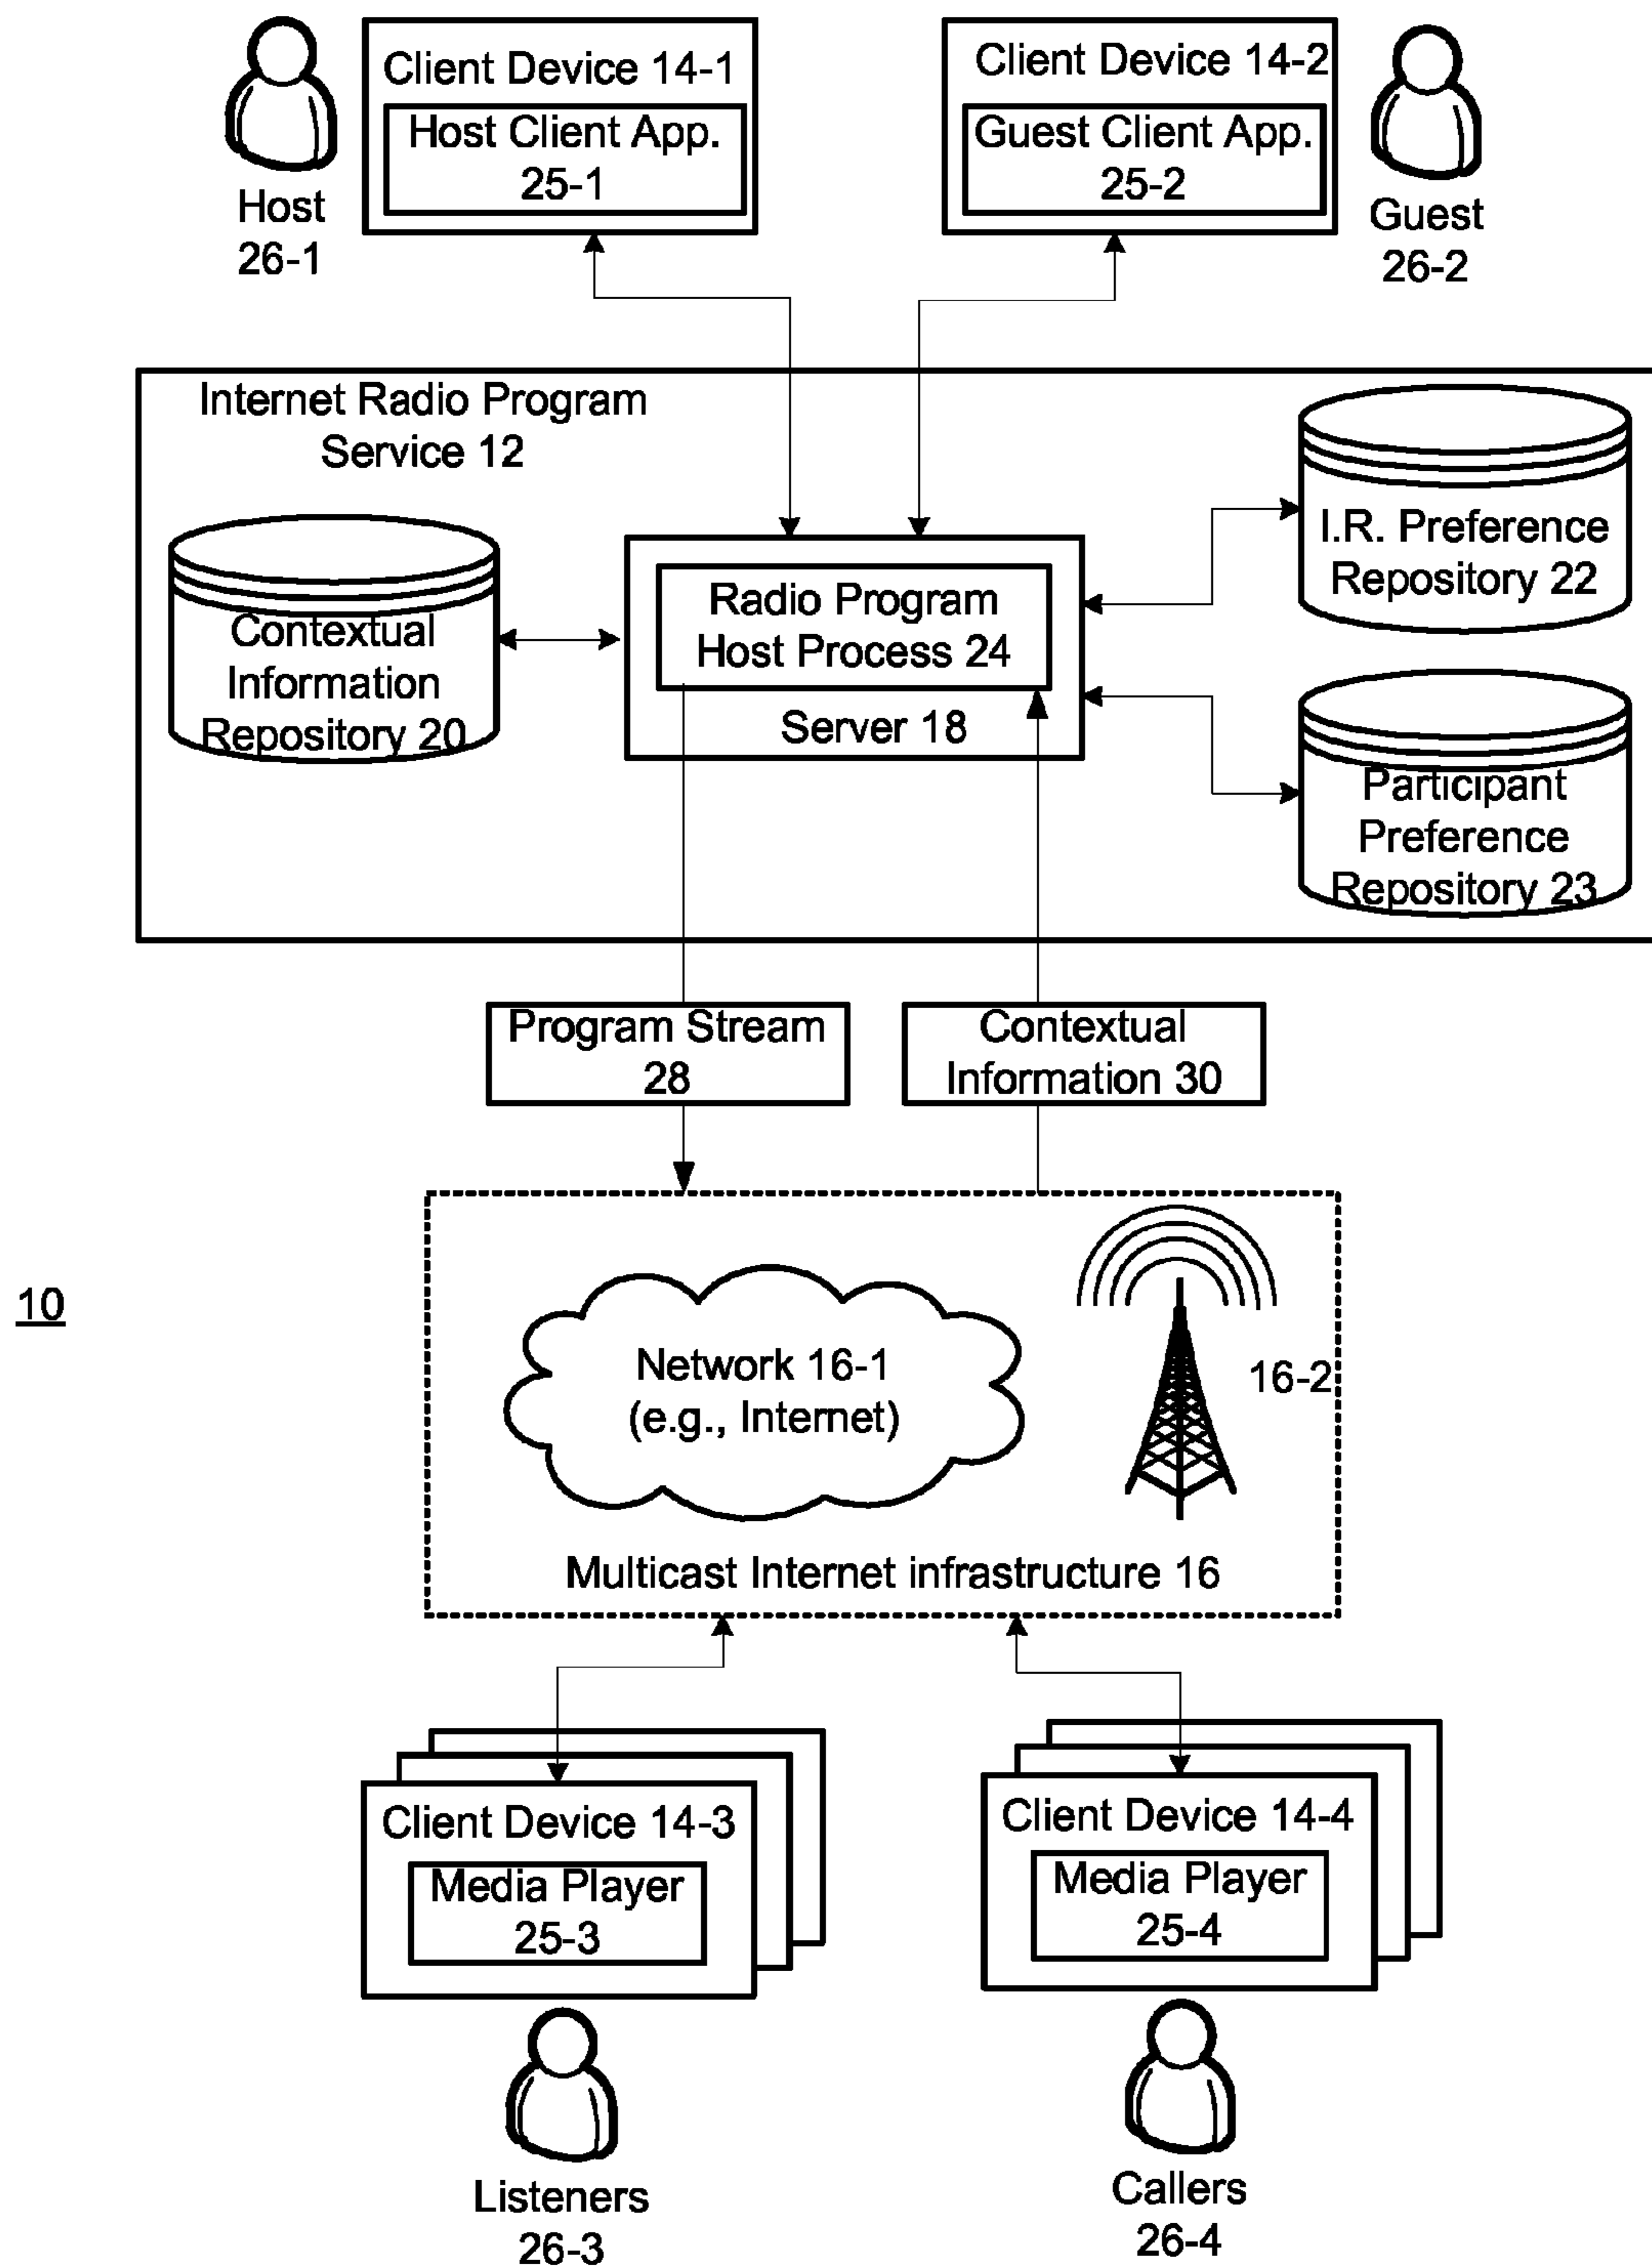 Client Device 14-1
Host Client App.
25-1
Host
26-1
Client Device 14-2
Guest Client App.
25-2
Guest
26-2
Internet Radio Program
Service 12
Contextual
Information
Repository 20
Radio Program
Host Process 24
Server 18
I.R. Preference
Repository 22
Participant
Preference
Repository 23
Program Stream
28
Contextual
Information 30
10
Network 16-1
(e.g., Internet)
16-2
Multicast Internet infrastructure 16
Client Device 14-3
Media Player
25-3
Client Device 14-4
Media Player
25-4
Listeners
26-3
Callers
26-4